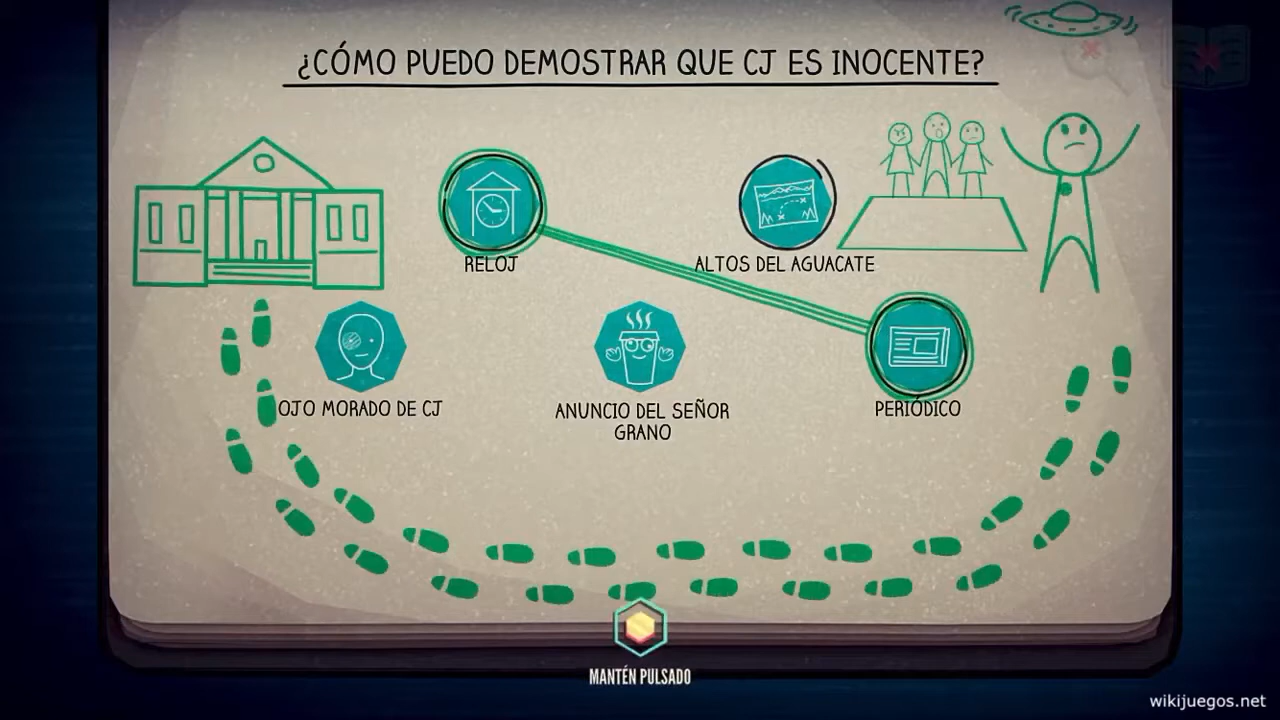 ¿CÓMO PUEDO DEMOSTRAR QUE CJ ES INOCENTE?
RELOJ
ALTOS DEL AGUACATE
OJO MORADO DE CJ
ANUNCIO DEL SEÑOR
GRANO
PERIÓDICO
MANTÉN PULSADO
wikijuegos.net